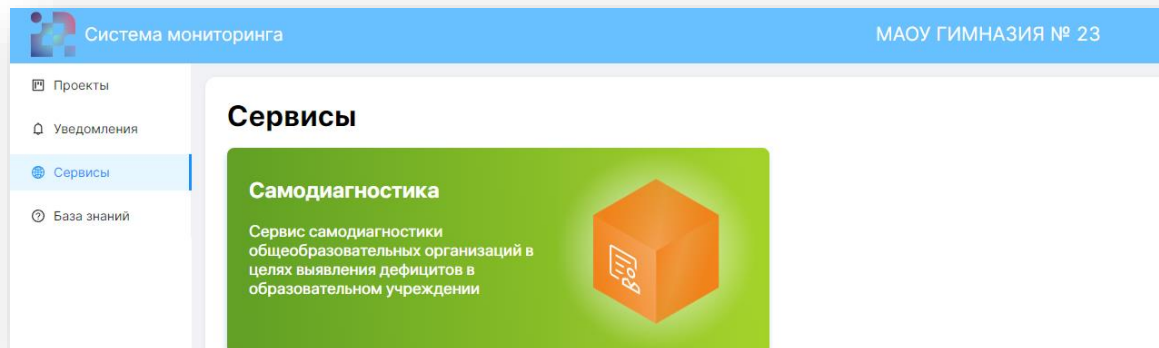 Система мониторинга
МАОУ ГИМНАЗИЯ № 23
Проекты
Уведомления
Сервисы
База знаний
Сервисы
Самодиагностика
Сервис самодиагностики
общеобразовательных организаций в
целях выявления дефицитов в
образовательном учреждении